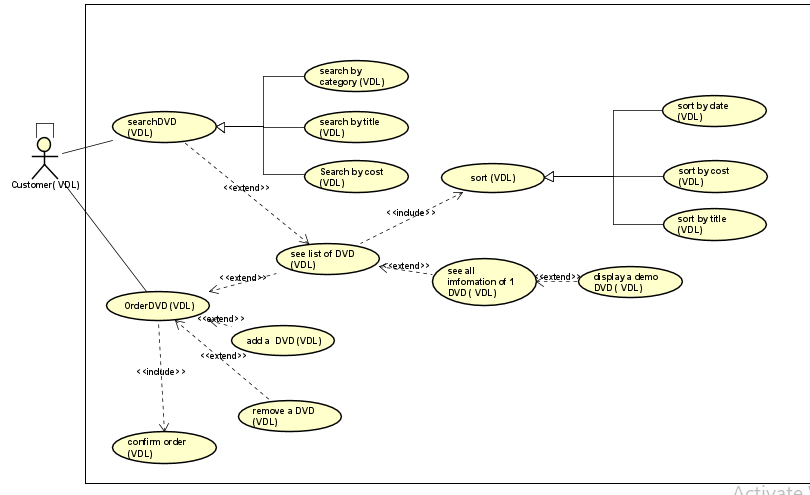 search by
category (VDL)
searchDVD
(VDL)
search by title
(VDL)
Search by cost
(VDL)
sort by date
(VDL)
sort (VDL)
sort by cost
(VDL)
sort by title
(VDL)
Customer( VDL)
<<extend>>
<<include>>
see list of DVD
(VDL)
<<extend>>
<<extend>>
see all
imfomation of 1
DVD ( VDL)
<<extend>>
display a demo
DVD ( VDL)
OrderDVD (VDL)
<<extend>>
add a DVD (VDL)
<<extend>>
<<include>>
remove a DVD
(VDL)
confirm order
(VDL)
Activate